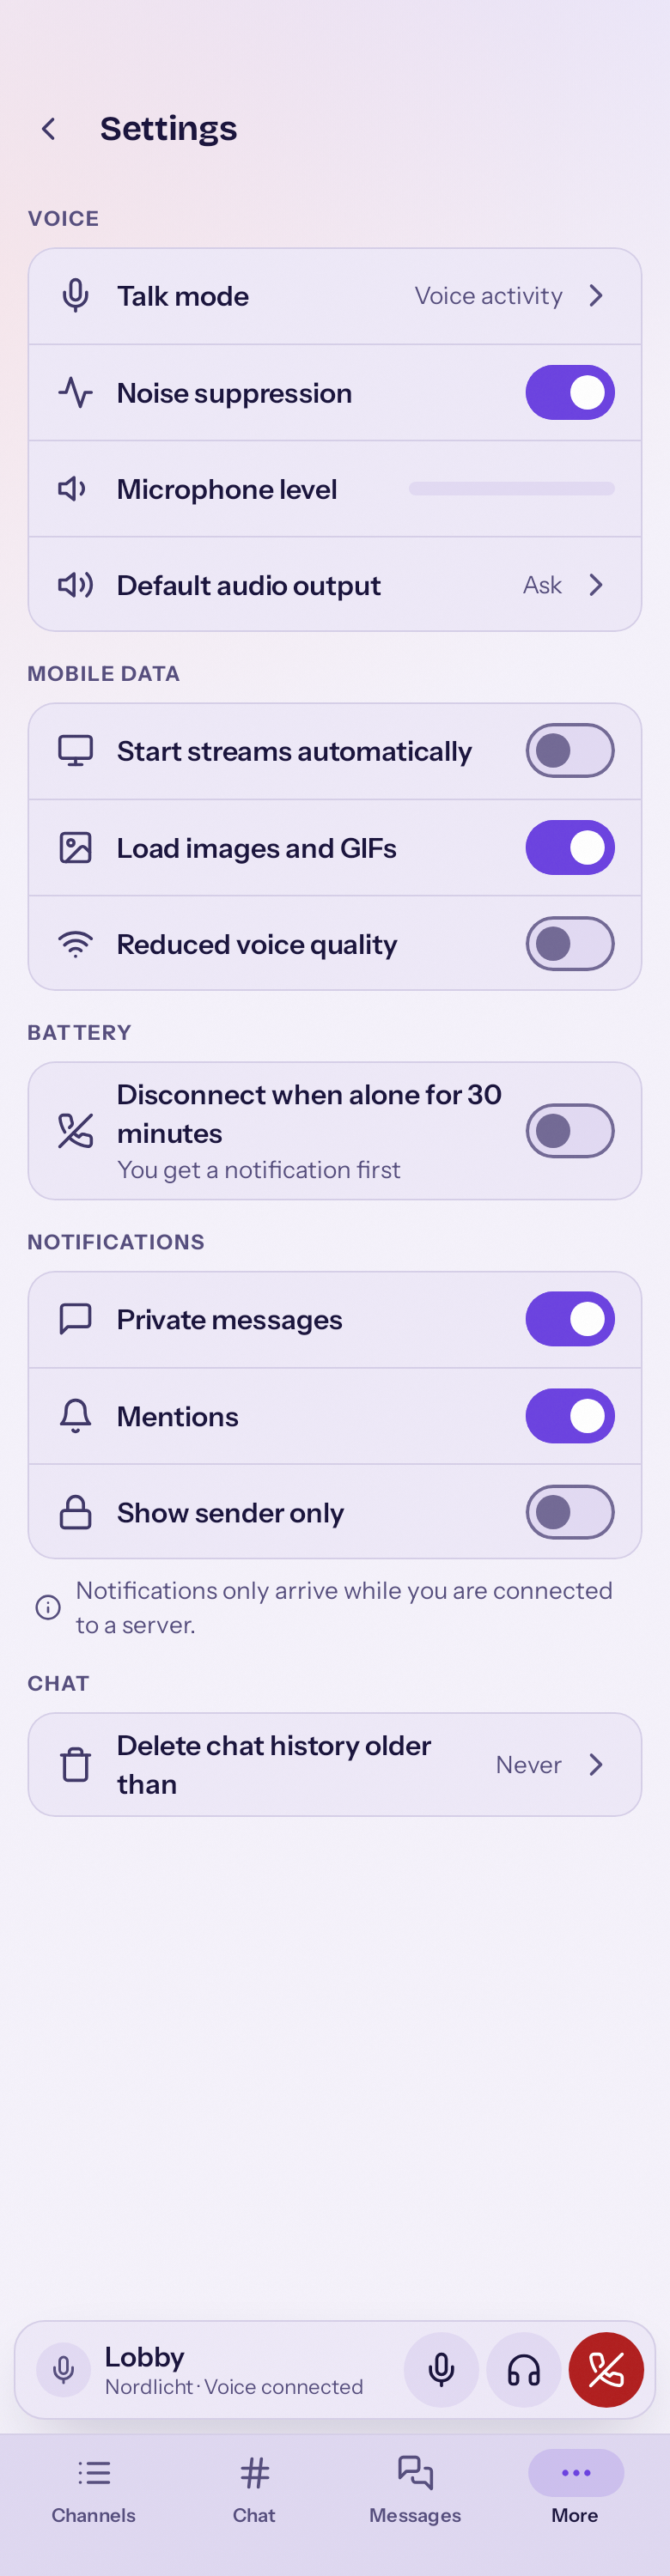 Settings
VOICE
Talk mode
Voice activity
Noise suppression
Microphone level
Default audio output
Ask
MOBILE DATA
Start streams automatically
Load images and GIFs
Reduced voice quality
BATTERY
Disconnect when alone for 30
minutes
You get a notification first
NOTIFICATIONS
Private messages
Mentions
Show sender only
Notifications only arrive while you are connected
to a server.
CHAT
Delete chat history older
than
Never
Lobby
Nordlicht · Voice connected
Channels
Chat
Messages
More